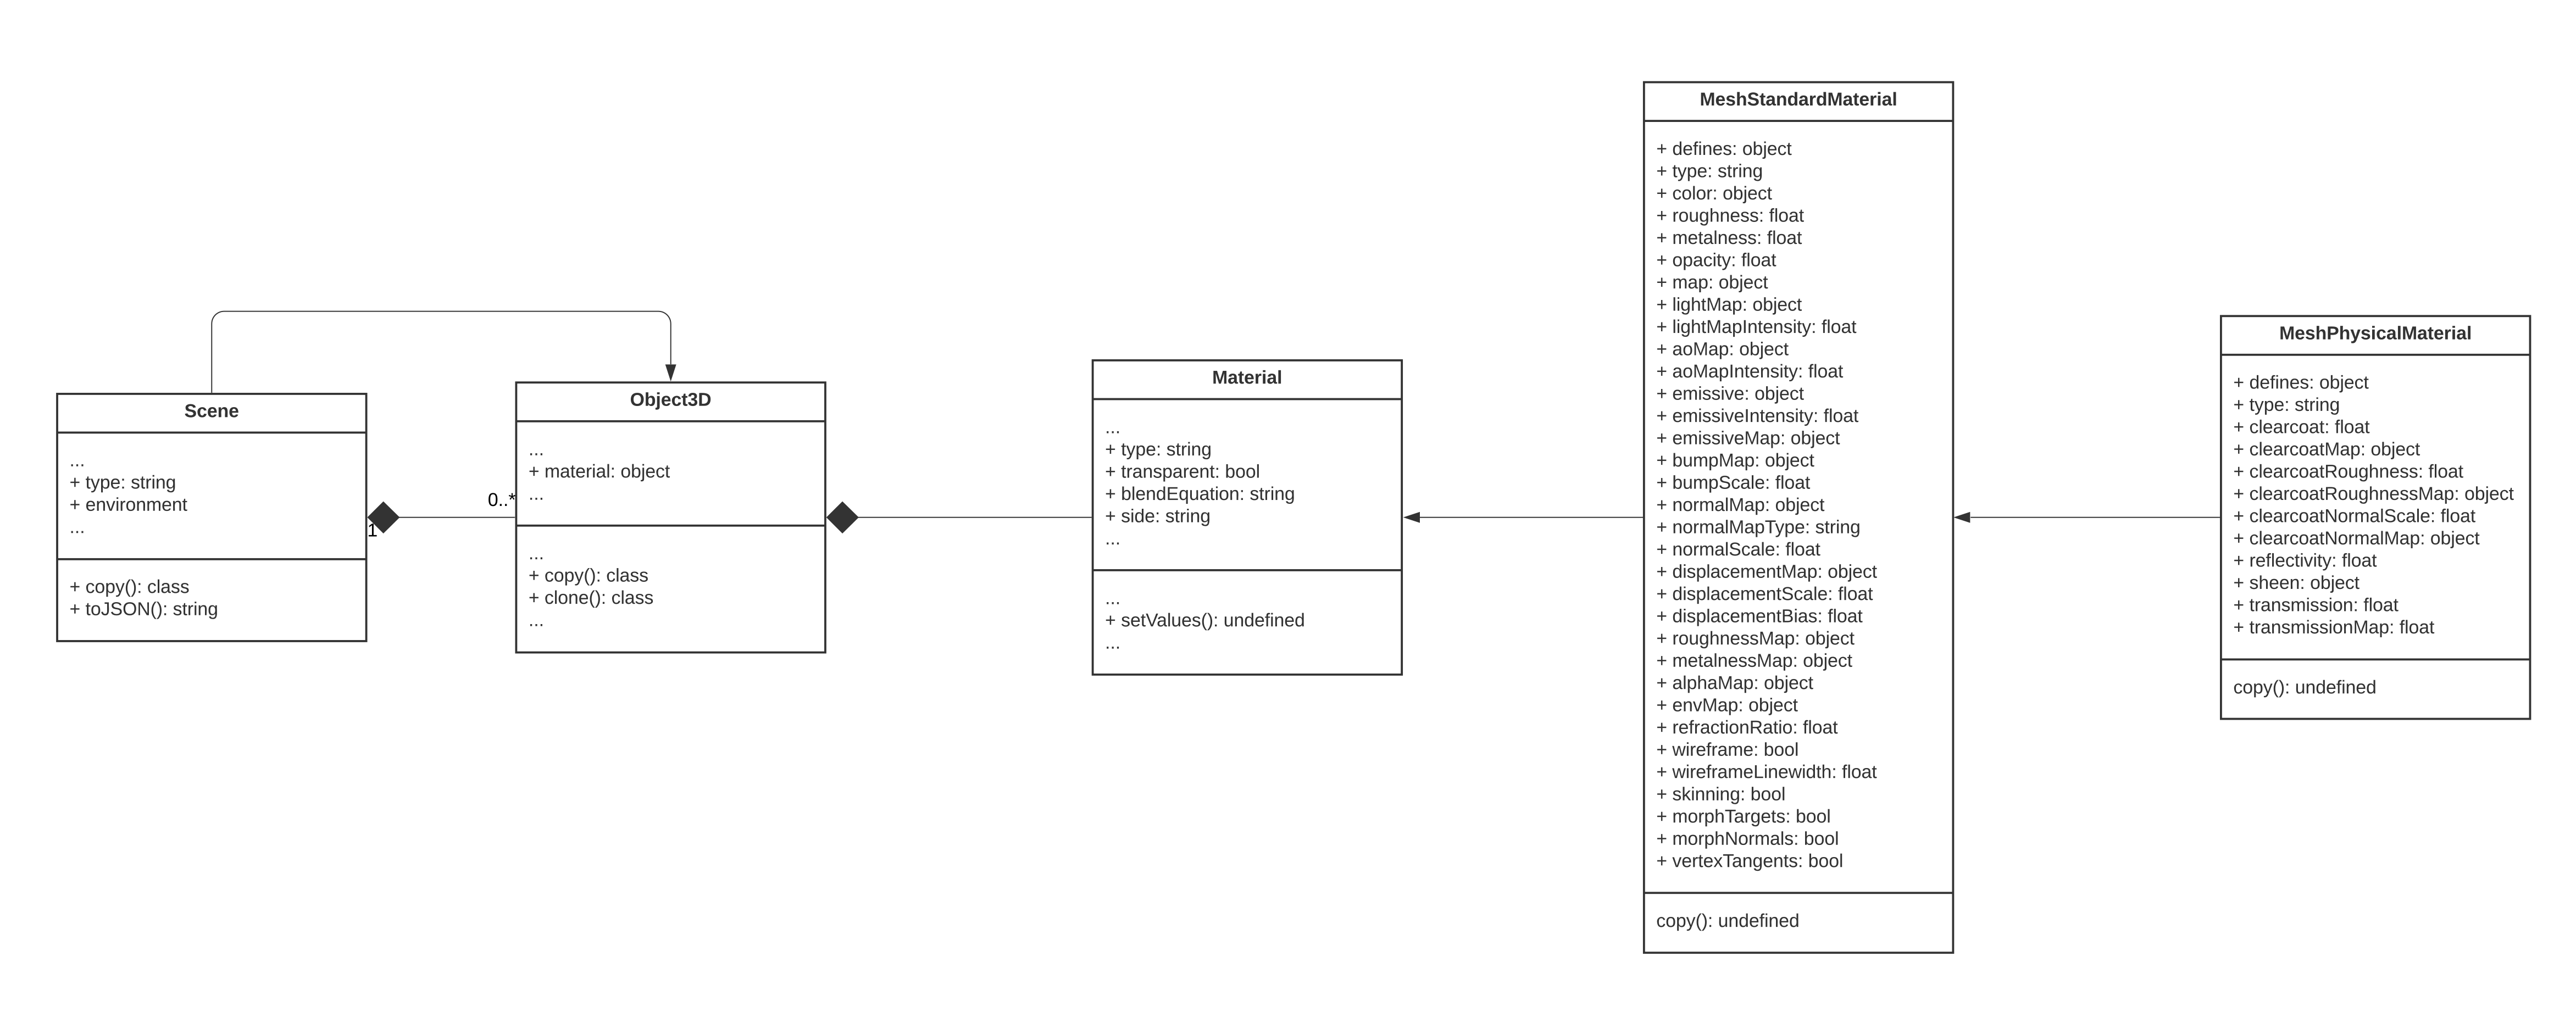 Scene
...
+ type: string
+ environment
...
+ copy(): class
+ toJSON(): string
1
0..*
Object3D
...
+ material: object
...
...
+ copy(): class
+ clone(): class
...
Material
...
+ type: string
+ transparent: bool
+ blendEquation: string
+ side: string
...
...
+ setValues(): undefined
...
MeshStandardMaterial
+ defines: object
+ type: string
+ color: object
+ roughness: float
+ metalness: float
+ opacity: float
+ map: object
+ lightMap: object
+ lightMapIntensity: float
+ aoMap: object
+ aoMapIntensity: float
+ emissive: object
+ emissiveIntensity: float
+ emissiveMap: object
+ bumpMap: object
+ bumpScale: float
+ normalMap: object
+ normalMapType: string
+ normalScale: float
+ displacementMap: object
+ displacementScale: float
+ displacementBias: float
+ roughnessMap: object
+ metalnessMap: object
+ alphaMap: object
+ envMap: object
+ refractionRatio: float
+ wireframe: bool
+ wireframeLinewidth: float
+ skinning: bool
+ morphTargets: bool
+ morphNormals: bool
+ vertexTangents: bool
copy(): undefined
MeshPhysicalMaterial
+ defines: object
+ type: string
+ clearcoat: float
+ clearcoatMap: object
+ clearcoatRoughness: float
+ clearcoatRoughnessMap: object
+ clearcoatNormalScale: float
+ clearcoatNormalMap: object
+ reflectivity: float
+ sheen: object
+ transmission: float
+ transmissionMap: float
copy(): undefined